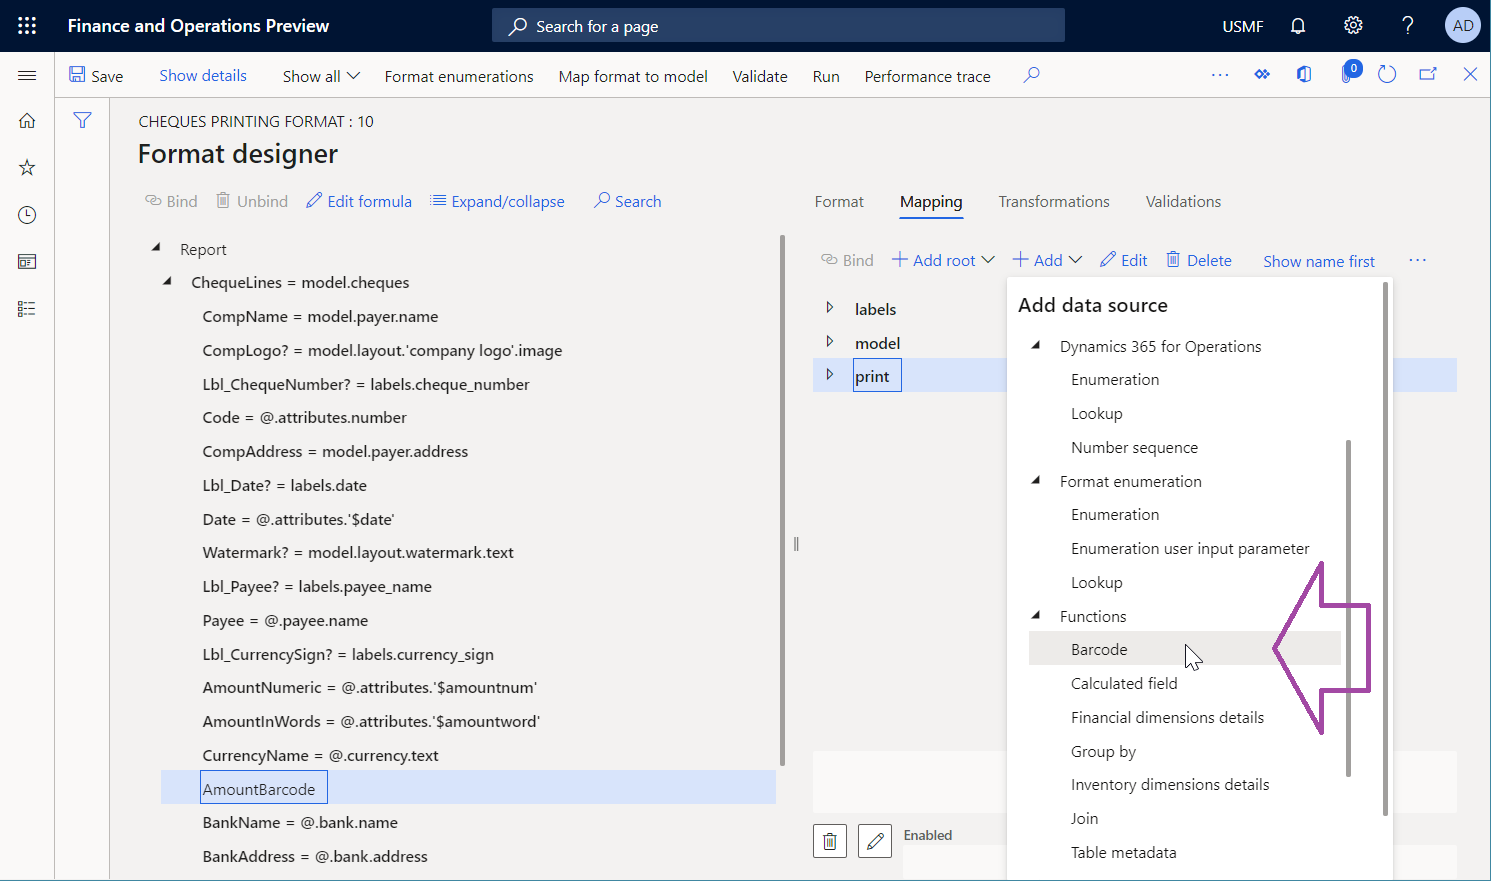 Finance and Operations Preview
Search for a page
USMF
?
AD
Save
Show details
Show all
Format enumerations
Map format to model
Validate
Run
Performance trace
...
0
CHEQUES PRINTING FORMAT : 10
Format designer
Bind
Unbind
Edit formula
Expand/collapse
Search
Report
ChequeLines = model.cheques
CompName = model.payer.name
CompLogo? = model.layout.'company logo'.image
Lbl_ChequeNumber? = labels.cheque_number
Code = @.attributes.number
CompAddress = model.payer.address
Lbl_Date? = labels.date
Date = @.attributes.'$date'
Watermark? = model.layout.watermark.text
Lbl_Payee? = labels.payee_name
Payee = @.payee.name
Lbl_CurrencySign? = labels.currency_sign
AmountNumeric = @.attributes.'$amountnum'
AmountInWords = @.attributes.'$amountword'
CurrencyName = @.currency.text
AmountBarcode
BankName = @.bank.name
BankAddress = @.bank.address
Format
Mapping
Transformations
Validations
Bind
Add root
Add
Edit
Delete
Show name first
...
labels
model
print
Add data source
Dynamics 365 for Operations
Enumeration
Lookup
Number sequence
Format enumeration
Enumeration
Enumeration user input parameter
Lookup
Functions
Barcode
Calculated field
Financial dimensions details
Group by
Inventory dimensions details
Join
Table metadata
Enabled